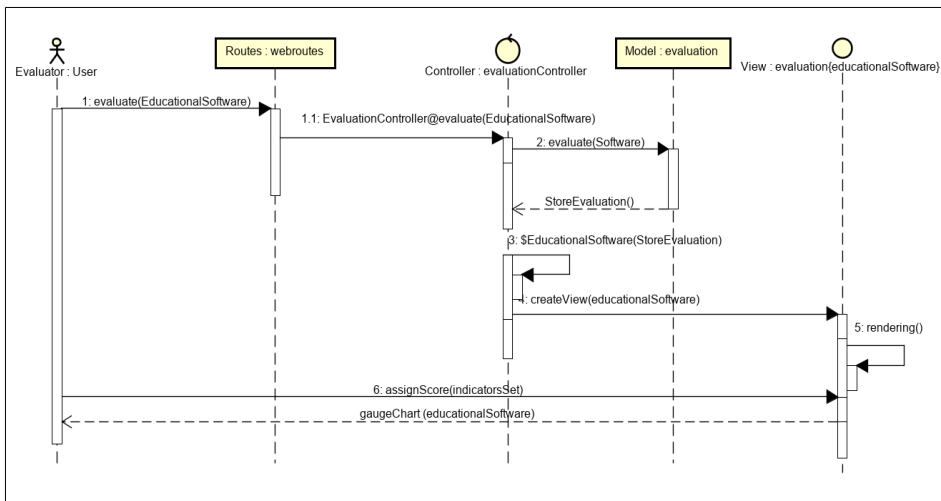 Evaluator : User
Routes : webroutes
Controller : evaluationController
Model : evaluation
View : evaluation{educationalSoftware}
1: evaluate(EducationalSoftware)
1.1: EvaluationController@evaluate(EducationalSoftware)
2: evaluate(Software)
StoreEvaluation()
3: $EducationalSoftware(StoreEvaluation)
4: createView(educationalSoftware)
5: rendering()
6: assignScore(indicatorsSet)
gaugeChart (educationalSoftware)